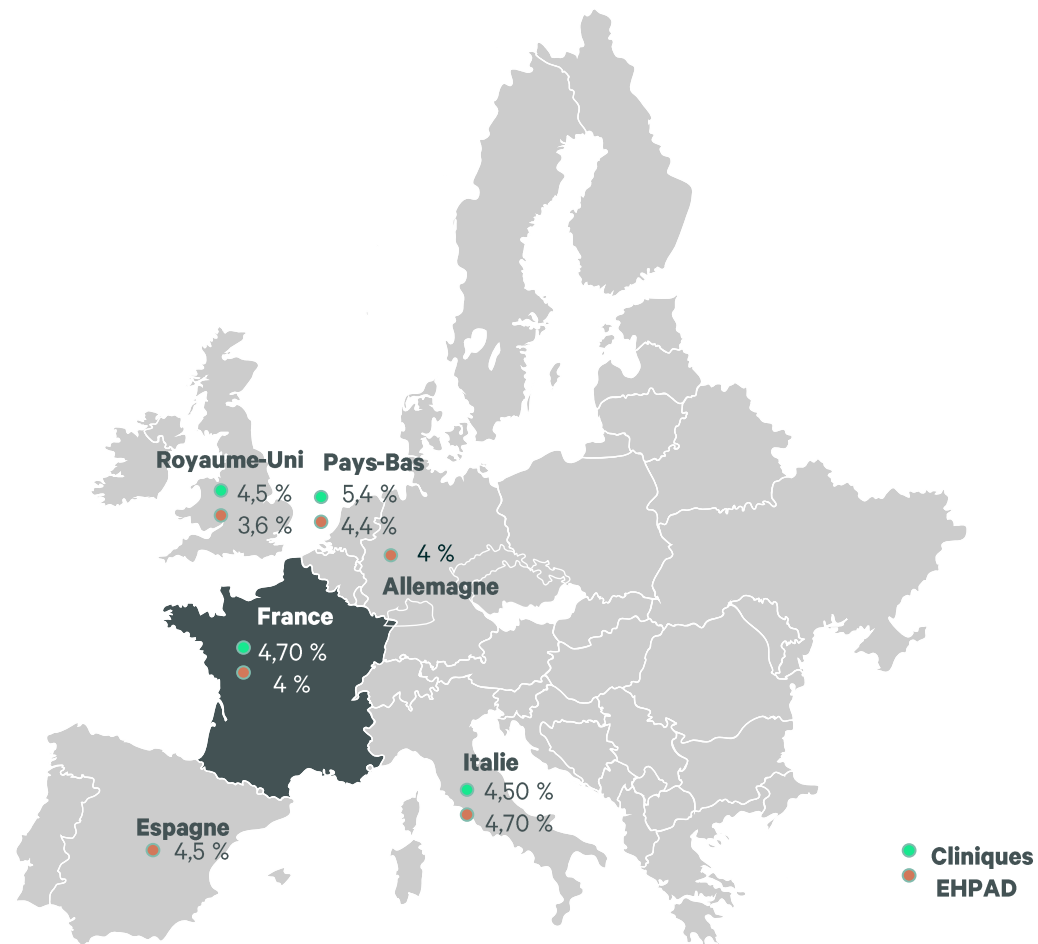 Royaume-Uni
4,5 %
3,6 %
Pays-Bas
5,4 %
4,4 %
4 %
Allemagne
France
4,70 %
4 %
Italie
4,50 %
4,70 %
Espagne
4,5 %
Cliniques
EHPAD